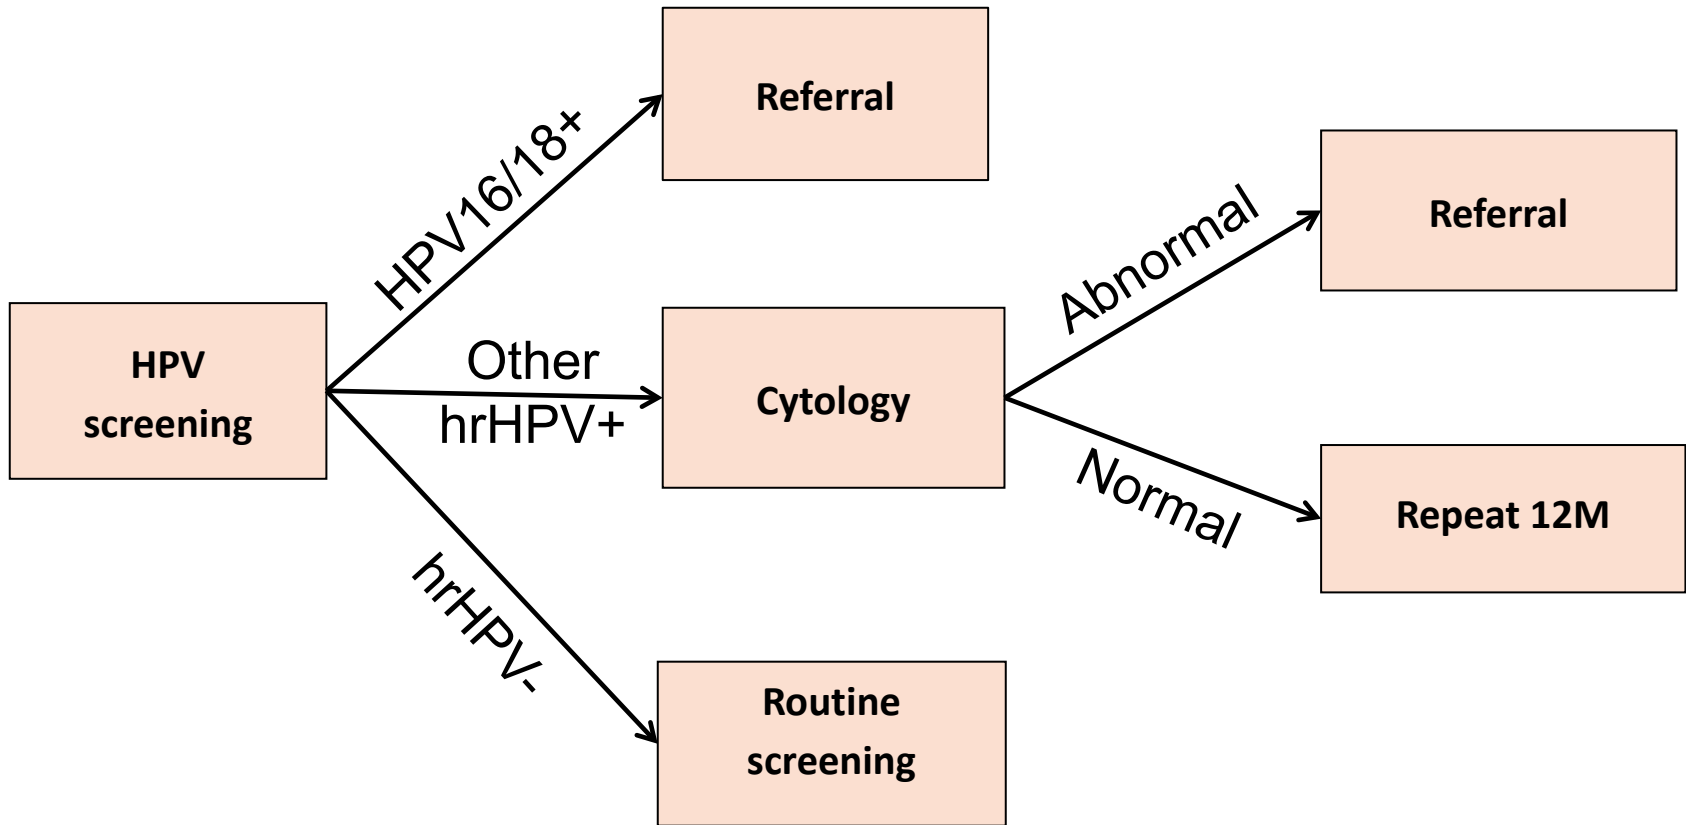 HPV
screening
HPV16/18+
Other
hrHPV+
hrHPV-
Referral
Cytology
Routine
screening
Abnormal
Normal
Referral
Repeat 12M